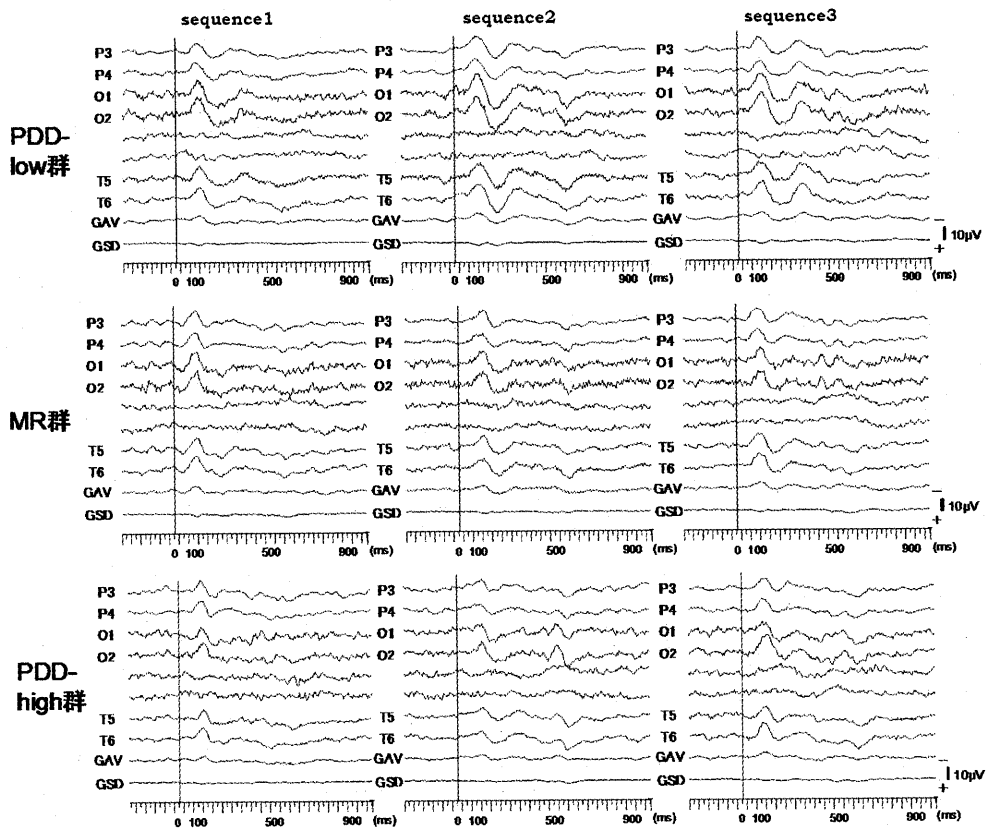 sequence1 sequence2 sequence3
PDD-
low群
P3 P3 P3
P4 P4 P4
O1 O1 O1
O2 O2 O2
T5 T5 T5
T6 T6 T6
GAV GAV GAV
GSD GSD GSD
− 
+ 10μV
0 100 500 900 (ms) 0 100 500 900 (ms) 0 100 500 900 (ms)
MR群
P3 P3 P3
P4 P4 P4
O1 O1 O1
O2 O2 O2
T5 T5 T5
T6 T6 T6
GAV GAV GAV
GSD GSD GSD
−
+ 10μV
0 100 500 900 (ms) 0 100 500 900 (ms) 0 100 500 900 (ms)
PDD-
high群
P3 P3 P3
P4 P4 P4
O1 O1 O1
O2 O2 O2
T5 T5 T5
T6 T6 T6
GAV GAV GAV
GSD GSD GSD
−
+ 10μV
0 100 500 900 (ms) 0 100 500 900 (ms) 0 100 500 900 (ms)